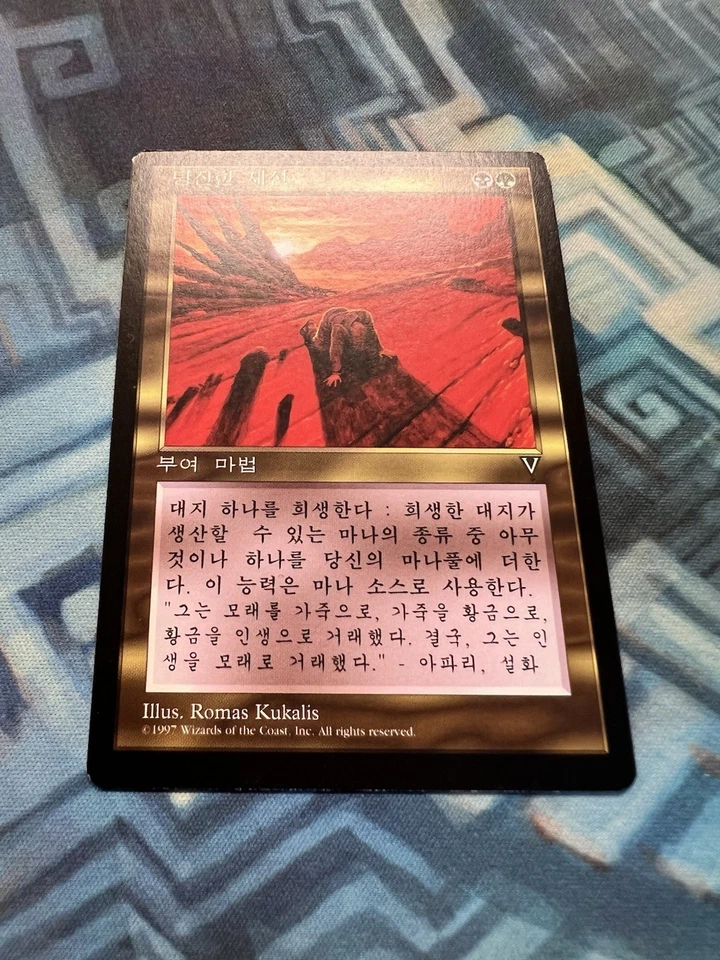 부여 마법
대지 하나를 희생한다 : 희생한 대지가
생산할 수 있는 마나의 종류 중 아무
것이나 하나를 당신의 마나풀에 더한
다. 이 능력은 마나 소스로 사용한다.
"그는 모래를 가죽으로, 가죽을 황금으로,
황금을 인생으로 거래했다. 결국, 그는 인
생을 모래로 거래했다." - 아파리, 설화
Illus. Romas Kukalis
©1997 Wizards of the Coast, Inc. All rights reserved.